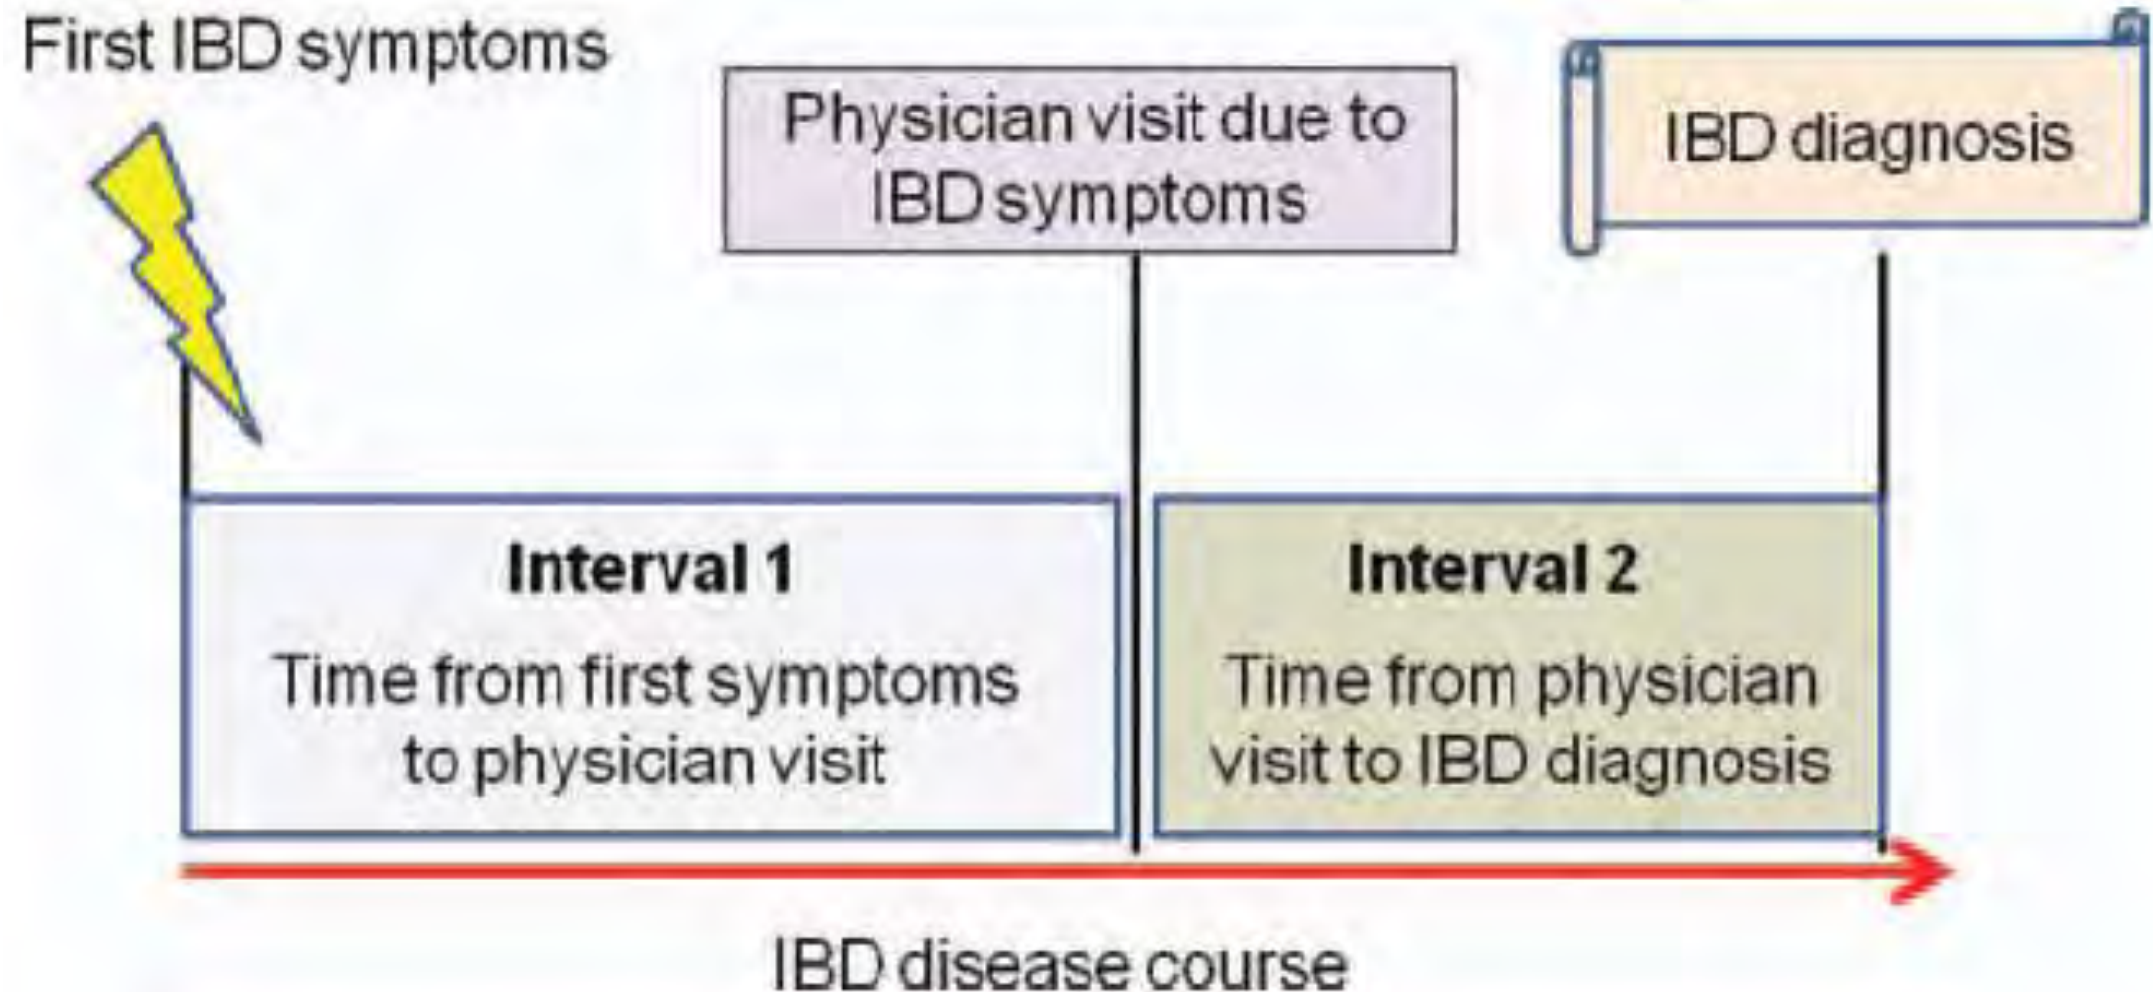 First IBD symptoms
Physician visit due to
IBD symptoms
IBD diagnosis
Interval 1
Time from first symptoms
to physician visit
Interval 2
Time from physician
visit to IBD diagnosis
IBD disease course